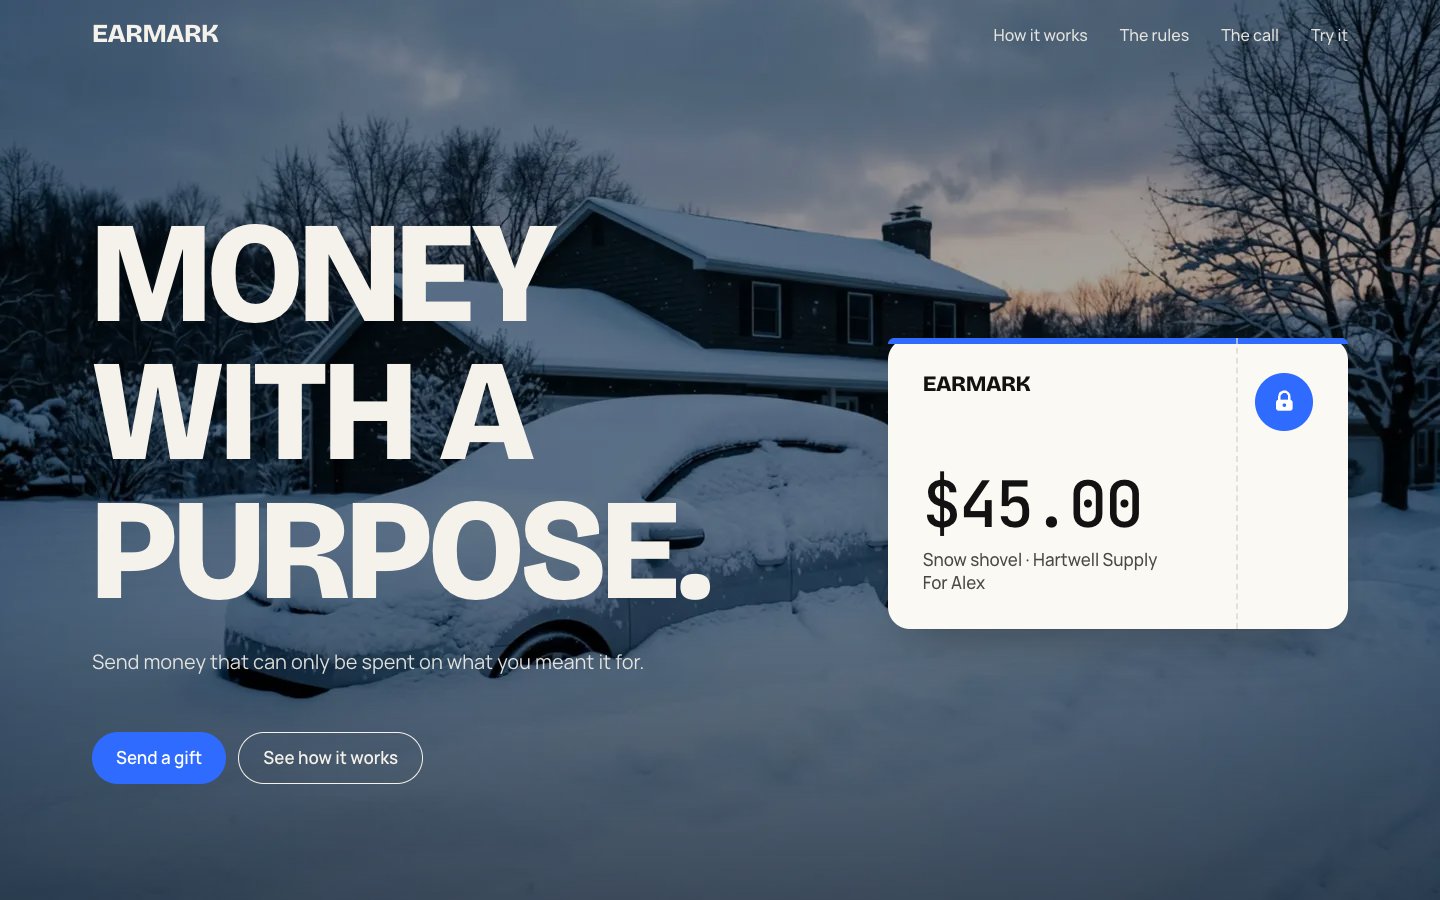 EARMARK
How it works
The rules
The call
Try it
MONEY
WITH A
PURPOSE.
Send money that can only be spent on what you meant it for.
Send a gift
See how it works
EARMARK
$45.00
Snow shovel · Hartwell Supply
For Alex